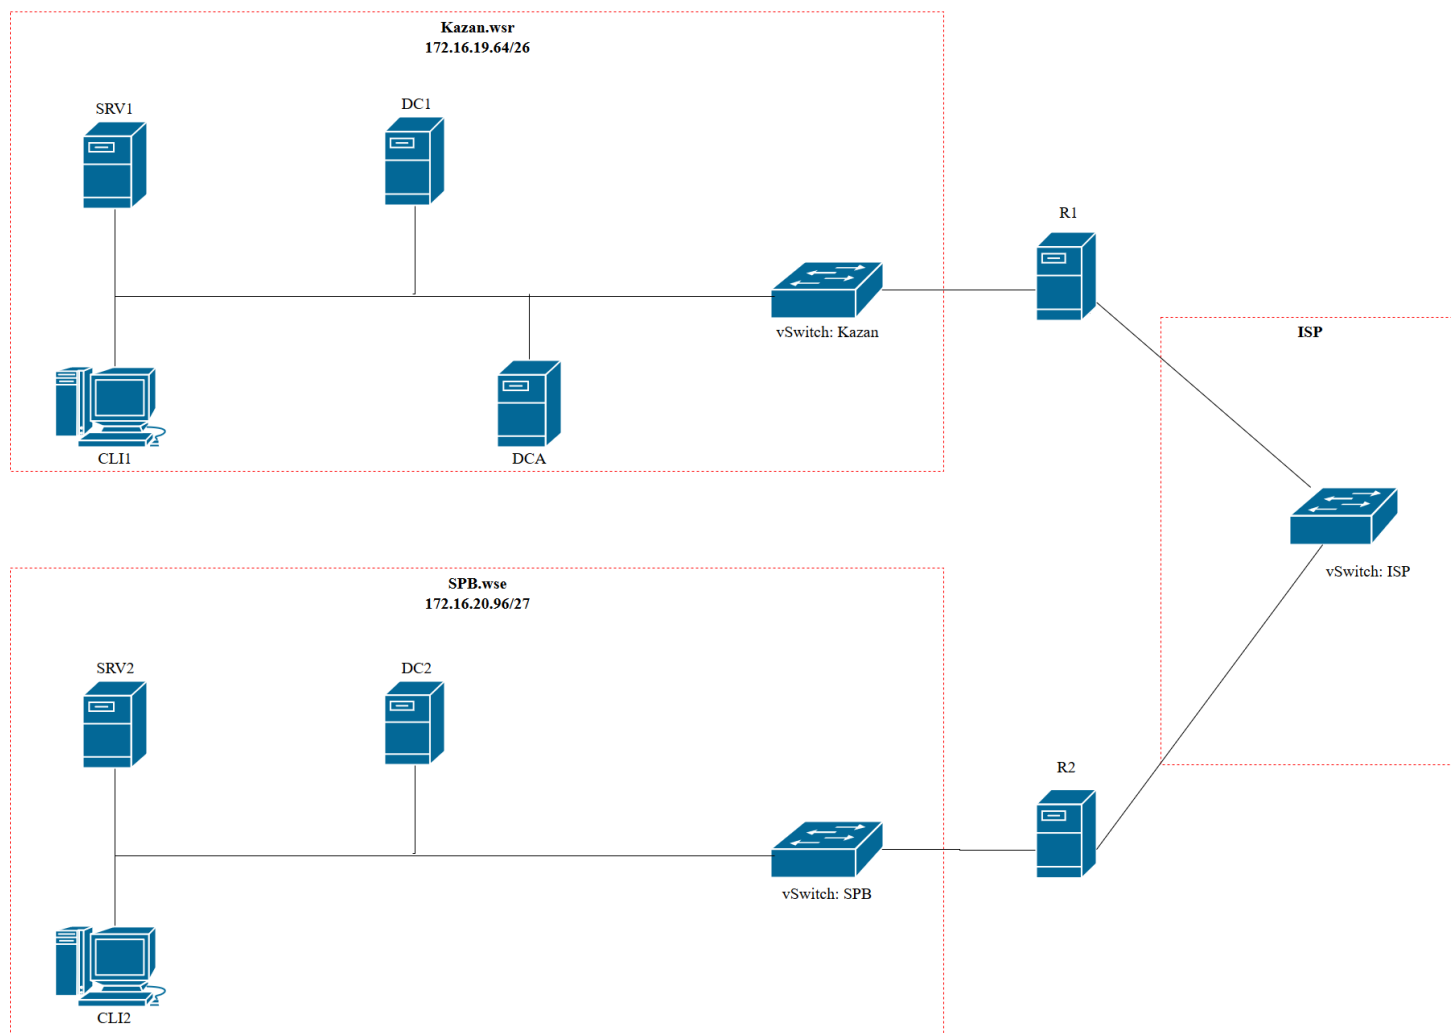 Kazan.wsr
172.16.19.64/26
SRV1
DC1
R1
vSwitch: Kazan
ISP
CLI1
DCA
vSwitch: ISP
SPB.wse
172.16.20.96/27
SRV2
DC2
R2
vSwitch: SPB
CLI2